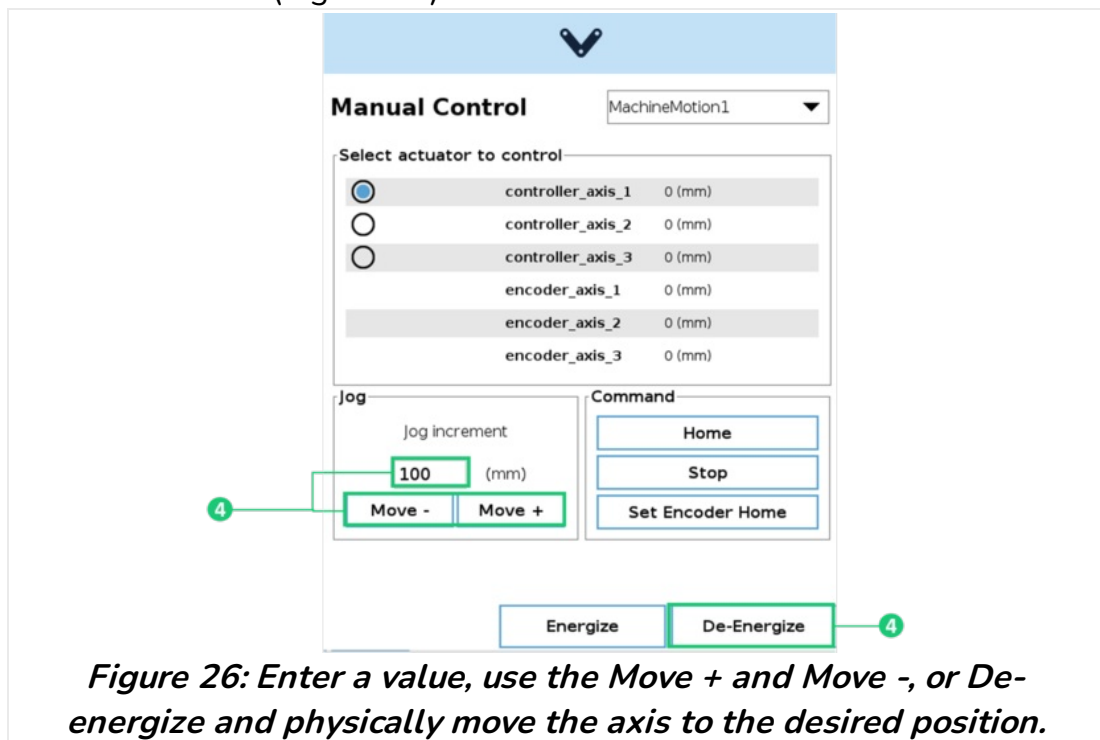 Manual Control
MachineMotion1
Select actuator to control
controller_axis_1 0 (mm)
controller_axis_2 0 (mm)
controller_axis_3 0 (mm)
encoder_axis_1 0 (mm)
encoder_axis_2 0 (mm)
encoder_axis_3 0 (mm)
Jog
Jog increment
100 (mm)
4
Move - Move +
Command
Home
Stop
Set Encoder Home
Energize De-Energize 4
Figure 26: Enter a value, use the Move + and Move -, or De-
energize and physically move the axis to the desired position.